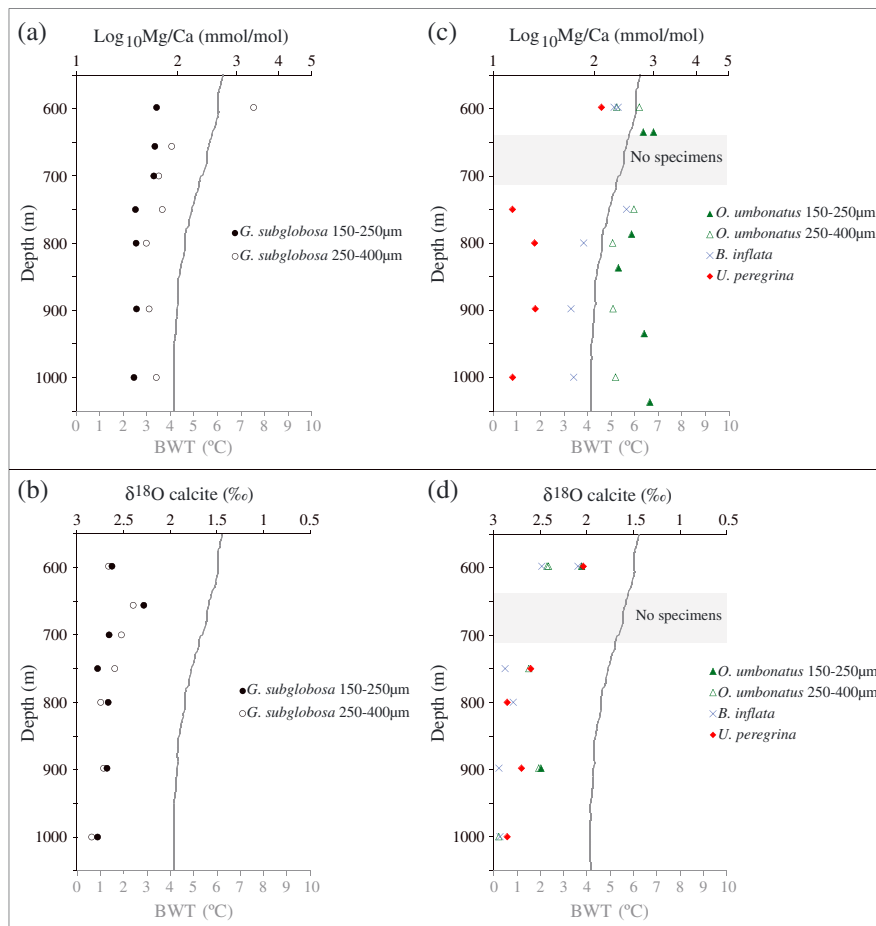 (a)
Log10Mg/Ca (mmol/mol)
1 2 3 4 5
600
700
800
900
1000
Depth (m)
G. subglobosa 150-250µm
G. subglobosa 250-400µm
0 1 2 3 4 5 6 7 8 9 10
BWT (ºC)
(c)
Log10Mg/Ca (mmol/mol)
1 2 3 4 5
600
700
800
900
1000
Depth (m)
No specimens
O. umbonatus 150-250µm
O. umbonatus 250-400µm
B. inflata
U. peregrina
0 1 2 3 4 5 6 7 8 9 10
BWT (ºC)
(b)
δ18O calcite (‰)
3 2.5 2 1.5 1 0.5
600
700
800
900
1000
Depth (m)
G. subglobosa 150-250µm
G. subglobosa 250-400µm
0 1 2 3 4 5 6 7 8 9 10
BWT (ºC)
(d)
δ18O calcite (‰)
3 2.5 2 1.5 1 0.5
600
700
800
900
1000
Depth (m)
No specimens
O. umbonatus 150-250µm
O. umbonatus 250-400µm
B. inflata
U. peregrina
0 1 2 3 4 5 6 7 8 9 10
BWT (ºC)